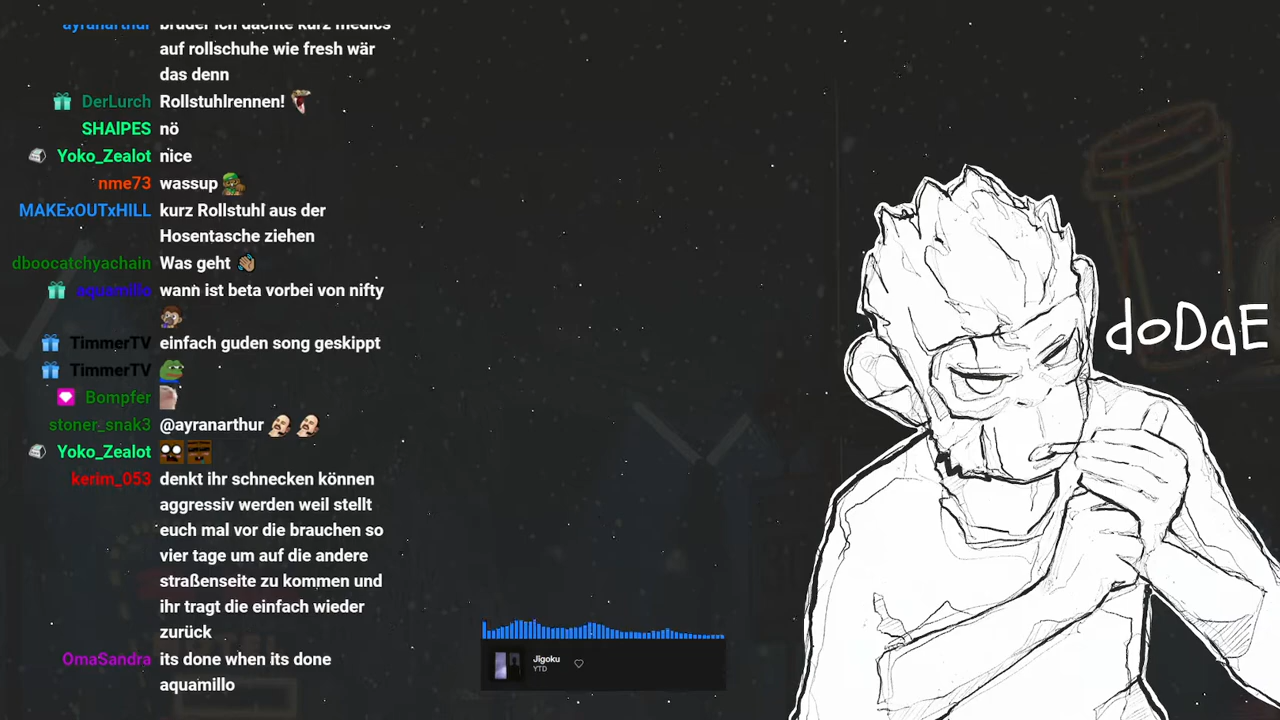 ayranarthur bruder ich dachte kurz medics
auf rollschuhe wie fresh wär
das denn
DerLurch Rollstuhlrennen!
SHAIPES nö
Yoko_Zealot nice
nme73 wassup
MAKExOUTxHILL kurz Rollstuhl aus der
Hosentasche ziehen
dboocatchyachain Was geht
aquamillo wann ist beta vorbei von nifty
TimmerTV einfach guden song geskippt
TimmerTV
Bompfer
stoner_snak3 @ayranarthur
Yoko_Zealot
kerim_053 denkt ihr schnecken können
aggressiv werden weil stellt
euch mal vor die brauchen so
vier tage um auf die andere
straßenseite zu kommen und
ihr tragt die einfach wieder
zurück
OmaSandra its done when its done
aquamillo
doDaE
Jigoku
YTD